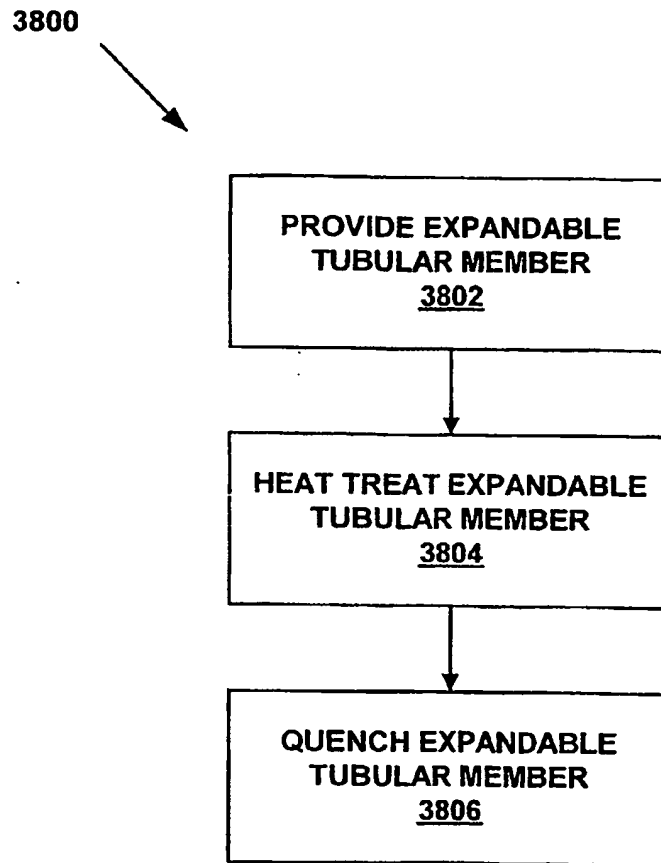 3800
PROVIDE EXPANDABLE
TUBULAR MEMBER
3802
HEAT TREAT EXPANDABLE
TUBULAR MEMBER
3804
QUENCH EXPANDABLE
TUBULAR MEMBER
3806